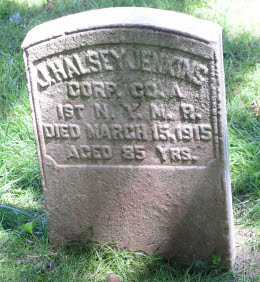 J. HALSEY JENKINS
CORP. CO. A
1ST N. Y. M. R.
DIED MARCH 15, 1915
AGED 85 YRS.